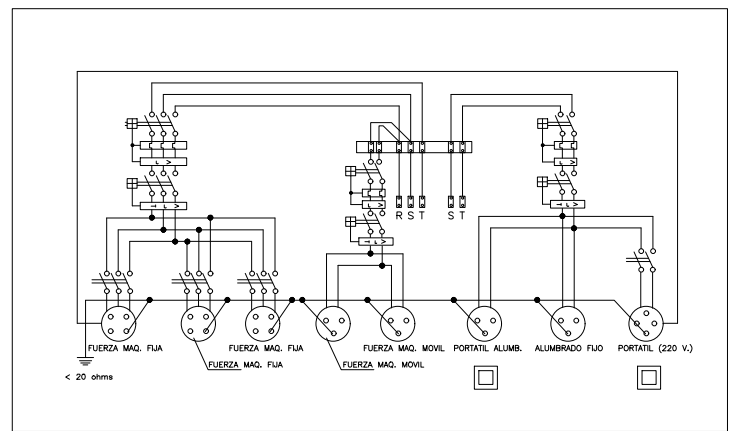 R S T S T
FUERZA MAQ. FIJA FUERZA MAQ. FIJA FUERZA MAQ. MOVIL PORTATIL ALUMB. ALUMBRADO FIJO PORTATIL (220 V.)
FUERZA MAQ. FIJA FUERZA MAQ. MOVIL
< 20 ohms